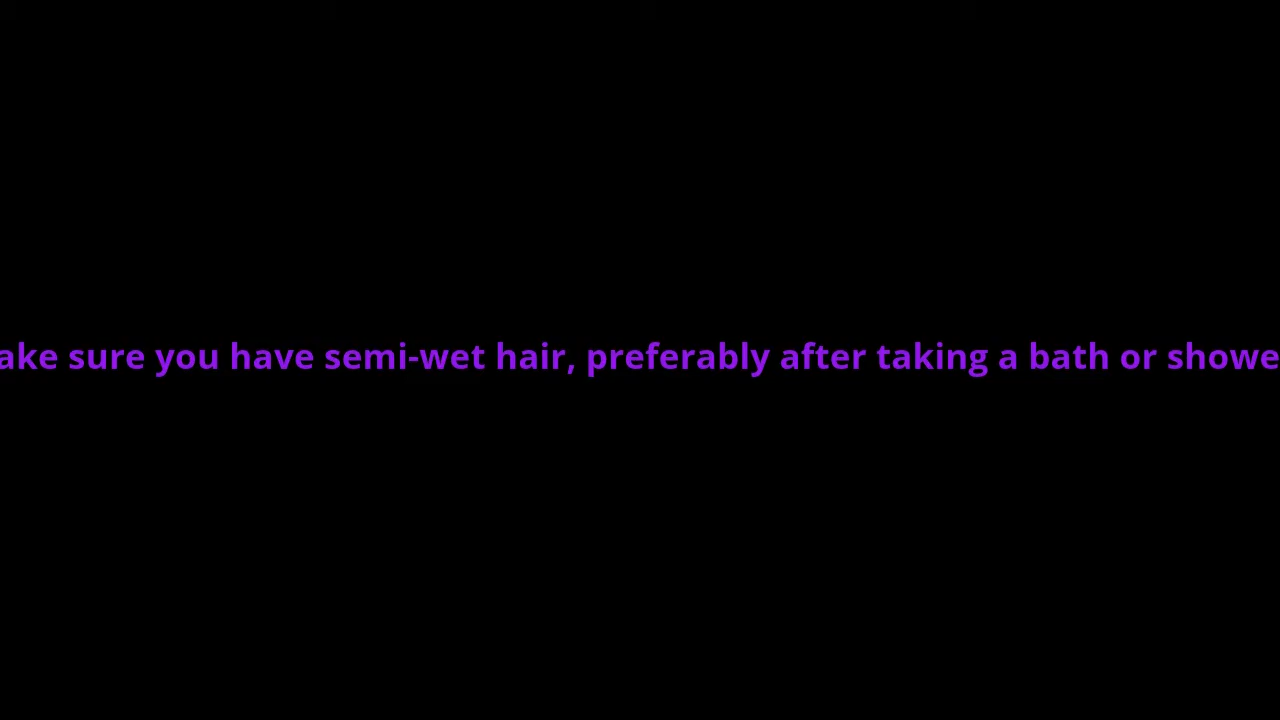 ake sure you have semi-wet hair, preferably after taking a bath or showe